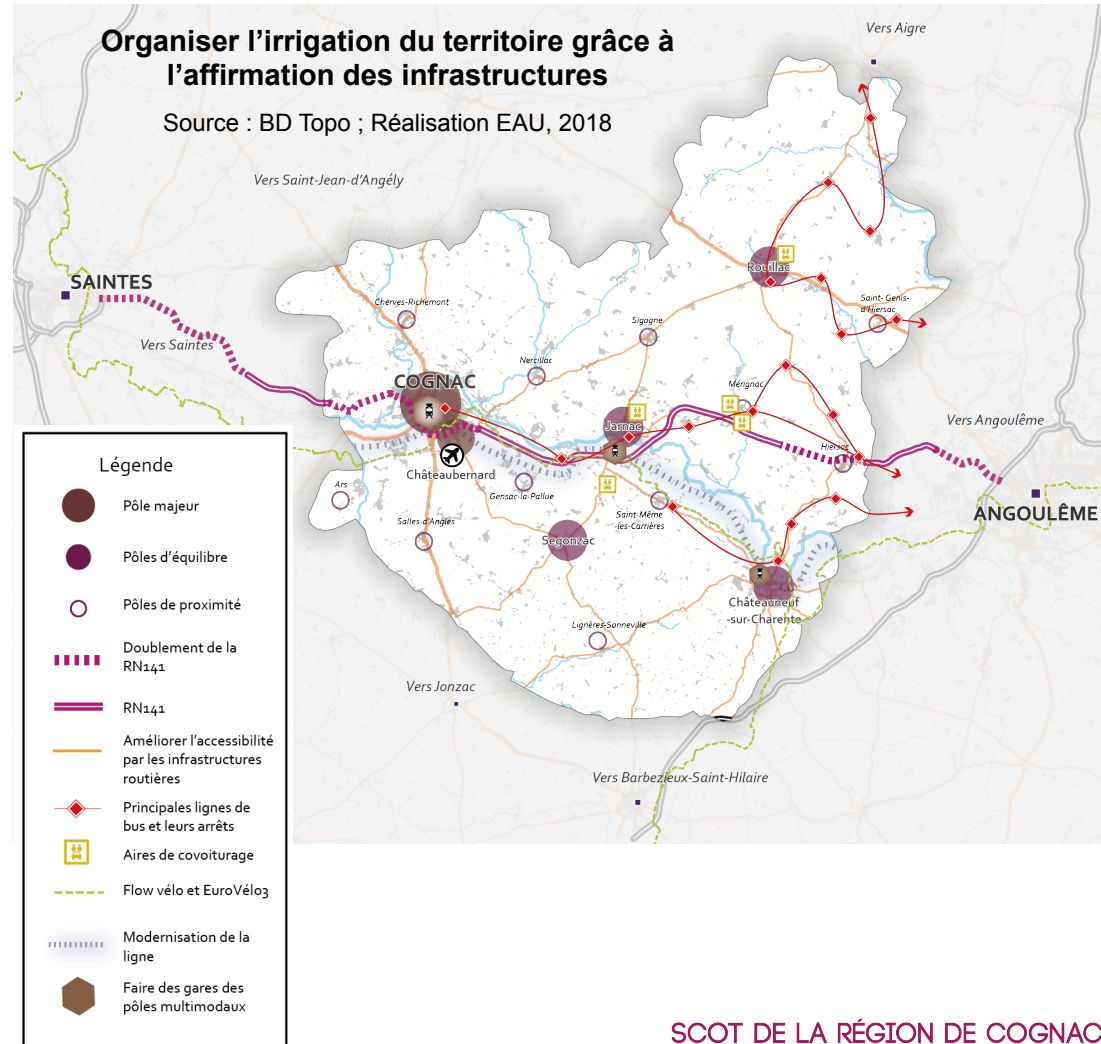 Organiser l'irrigation du territoire grâce à
l'affirmation des infrastructures
Source : BD Topo ; Réalisation EAU, 2018
Vers Aigre
Vers Saint-Jean-d'Angély
SAINTES
Vers Saintes
Cherves-Richemont
Rouillac
Saint- Genis-
d'Hiersac
Sigogne
Nercillac
COGNAC
Mérignac
Jarnac
Vers Angoulême
Hiersac
Châteaubernard
Ars
Gensac-la-Pallue
Salles-d'Angles
Saint-Même
-les-Carrières
ANGOULÊME
Segonzac
Châteauneuf
-sur-Charente
Lignères-Sonneville
Vers Jonzac
Vers Barbezieux-Saint-Hilaire
Légende
Pôle majeur
Pôles d'équilibre
Pôles de proximité
Doublement de la
RN141
RN141
Améliorer l'accessibilité
par les infrastructures
routières
Principales lignes de
bus et leurs arrêts
Aires de covoiturage
Flow vélo et EuroVélo3
Modernisation de la
ligne
Faire des gares des
pôles multimodaux
SCOT DE LA RÉGION DE COGNAC